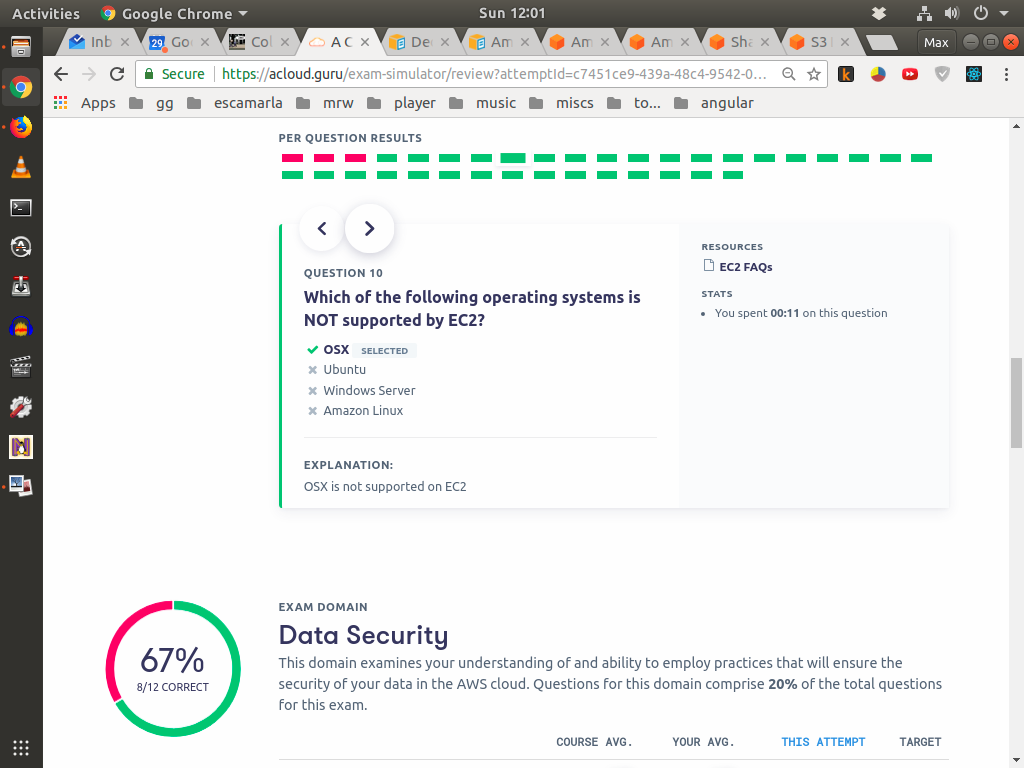 Activities
Google Chrome
Sun 12:01
Inb
29
Goo
Col
A C
Dec
Am
Am
Am
Sha
S3 I
Max
Secure
https://acloud.guru/exam-simulator/review?attemptId=c7451ce9-439a-48c4-9542-0...
Apps
gg
escamarla
mrw
player
music
miscs
to...
angular
PER QUESTION RESULTS
QUESTION 10
Which of the following operating systems is
NOT supported by EC2?
OSX SELECTED
Ubuntu
Windows Server
Amazon Linux
EXPLANATION:
OSX is not supported on EC2
RESOURCES
EC2 FAQs
STATS
You spent 00:11 on this question
67%
8/12 CORRECT
EXAM DOMAIN
Data Security
This domain examines your understanding of and ability to employ practices that will ensure the
security of your data in the AWS cloud. Questions for this domain comprise 20% of the total questions
for this exam.
COURSE AVG. YOUR AVG. THIS ATTEMPT TARGET